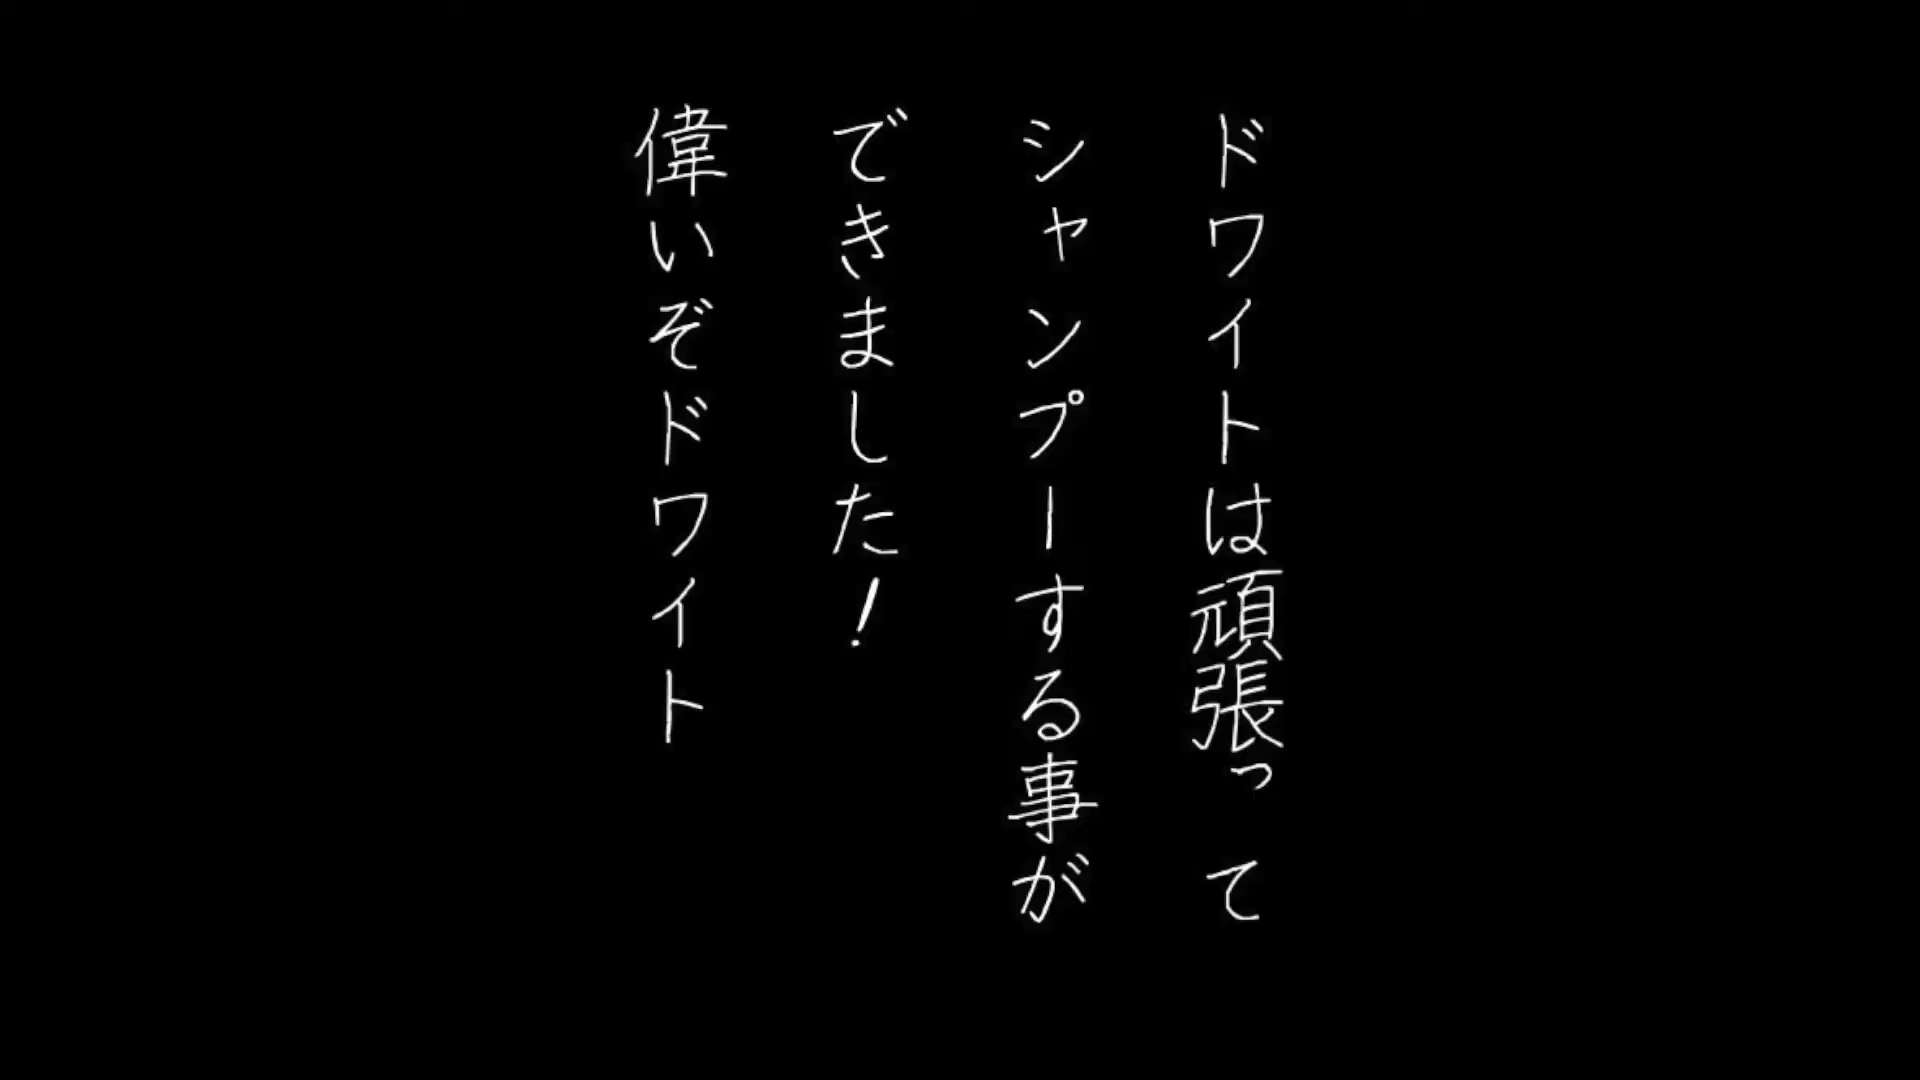 ドワイトは頑張って
シャンプーする事が
できました!
偉いぞドワイト